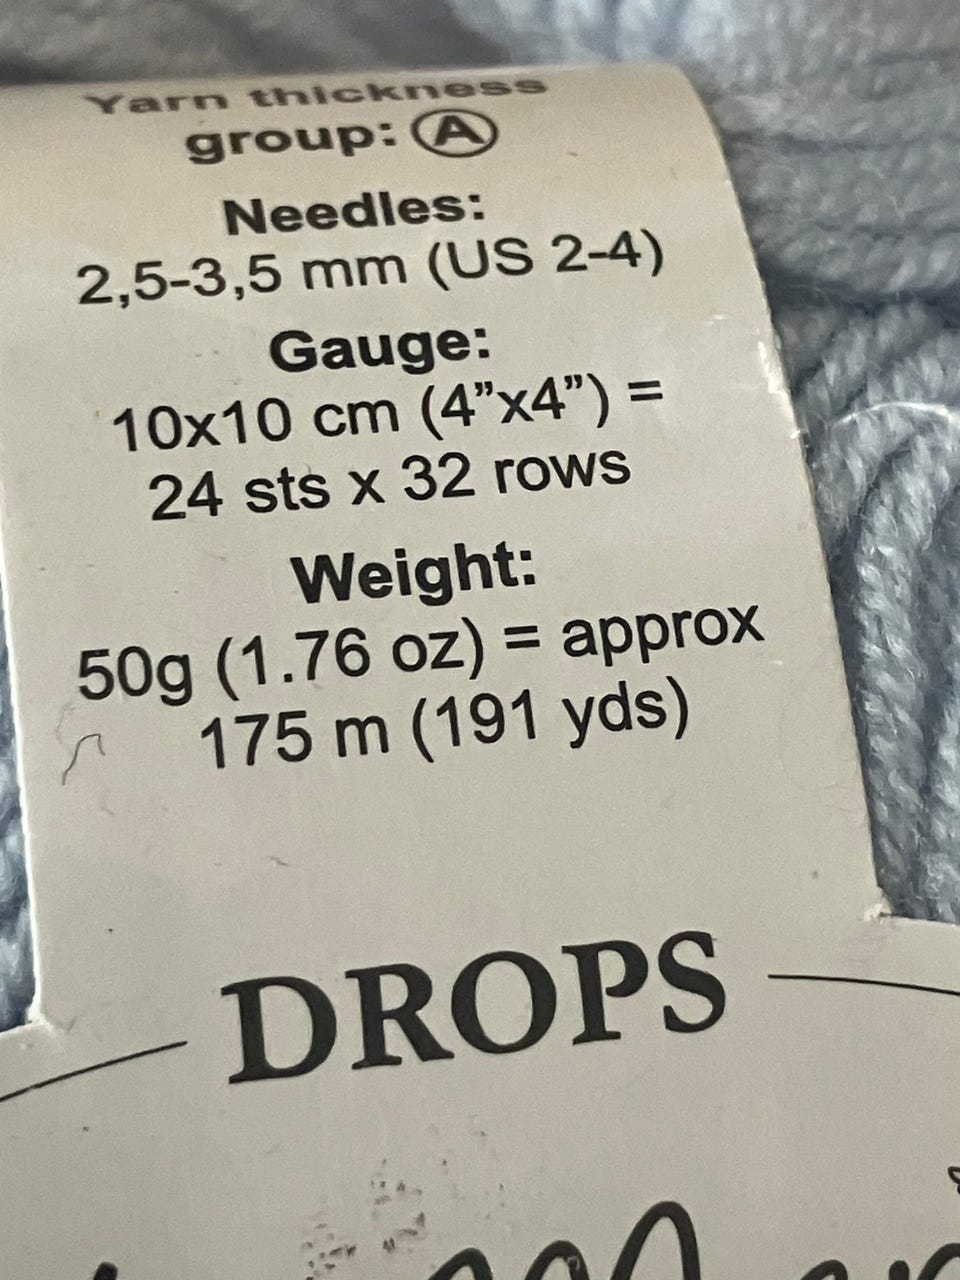 Yarn thickness
group: Ⓐ
Needles:
2,5-3,5 mm (US 2-4)
Gauge:
10x10 cm (4”x4”) =
24 sts x 32 rows
Weight:
50g (1.76 oz) = approx
175 m (191 yds)
DROPS